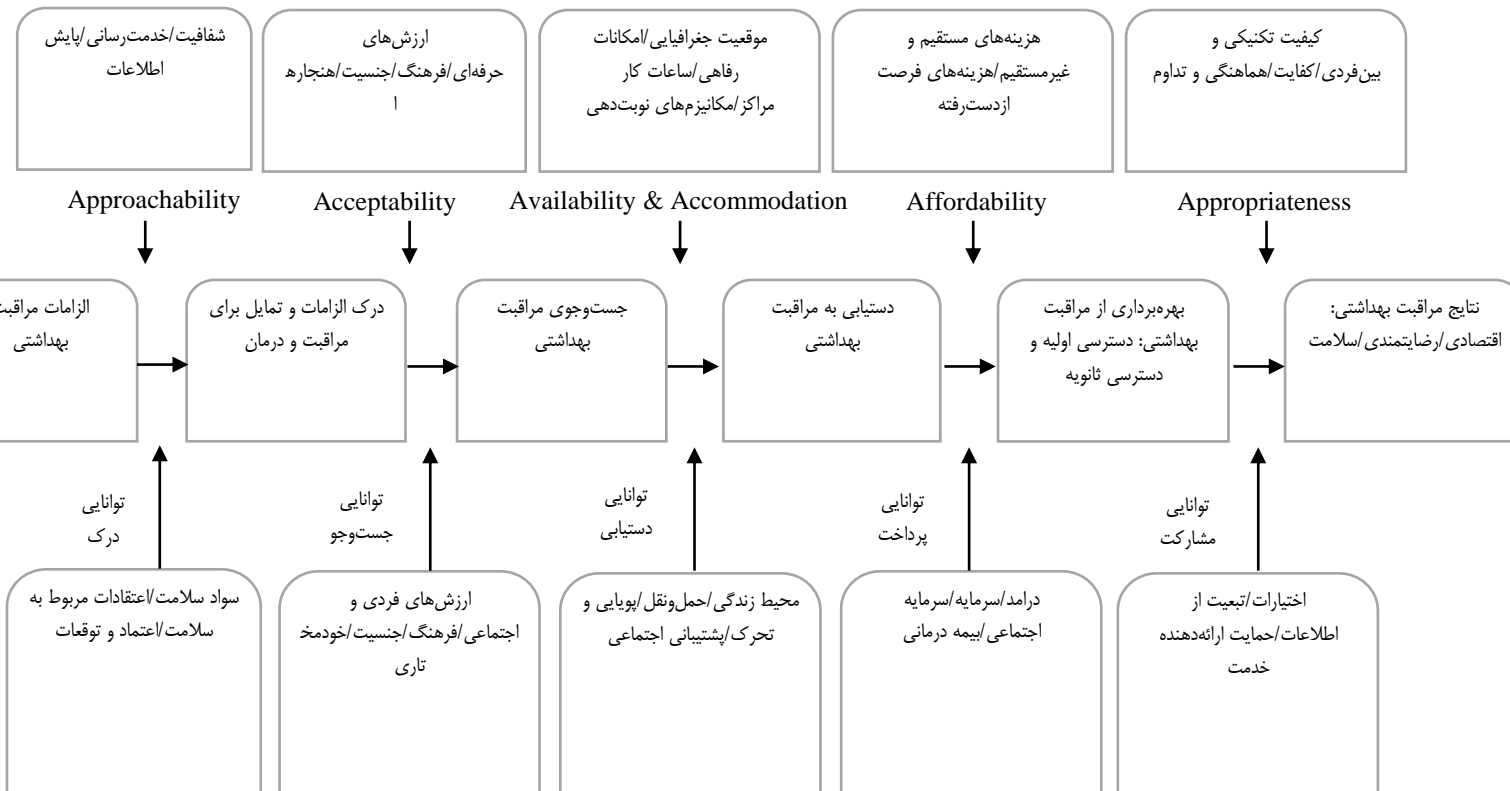 شفافیت/خدمت‌رسانی/پایش
اطلاعات
ارزش‌های
حرفه‌ای/فرهنگ/جنسیت/هنجاره
ا
موقعیت جغرافیایی/امکانات
رفاهی/ساعات کار
مراکز/مکانیزم‌های نوبت‌دهی
هزینه‌های مستقیم و
غیرمستقیم/هزینه‌های فرصت
ازدست‌رفته
کیفیت تکنیکی و
بین‌فردی/کفایت/هماهنگی و تداوم
Approachability
Acceptability
Availability & Accommodation
Affordability
Appropriateness
الزامات مراقبت
بهداشتی
درک الزامات و تمایل برای
مراقبت و درمان
جست‌وجوی مراقبت
بهداشتی
دستیابی به مراقبت
بهداشتی
بهره‌برداری از مراقبت
بهداشتی: دسترسی اولیه و
دسترسی ثانویه
نتایج مراقبت بهداشتی:
اقتصادی/رضایتمندی/سلامت
توانایی
درک
توانایی
جست‌وجو
توانایی
دستیابی
توانایی
پرداخت
توانایی
مشارکت
سواد سلامت/اعتقادات مربوط به
سلامت/اعتماد و توقعات
ارزش‌های فردی و
اجتماعی/فرهنگ/جنسیت/خودمخ
تاری
محیط زندگی/حمل‌ونقل/پویایی و
تحرک/پشتیبانی اجتماعی
درامد/سرمایه/سرمایه
اجتماعی/بیمه درمانی
اختیارات/تبعیت از
اطلاعات/حمایت ارائه‌دهنده
خدمت